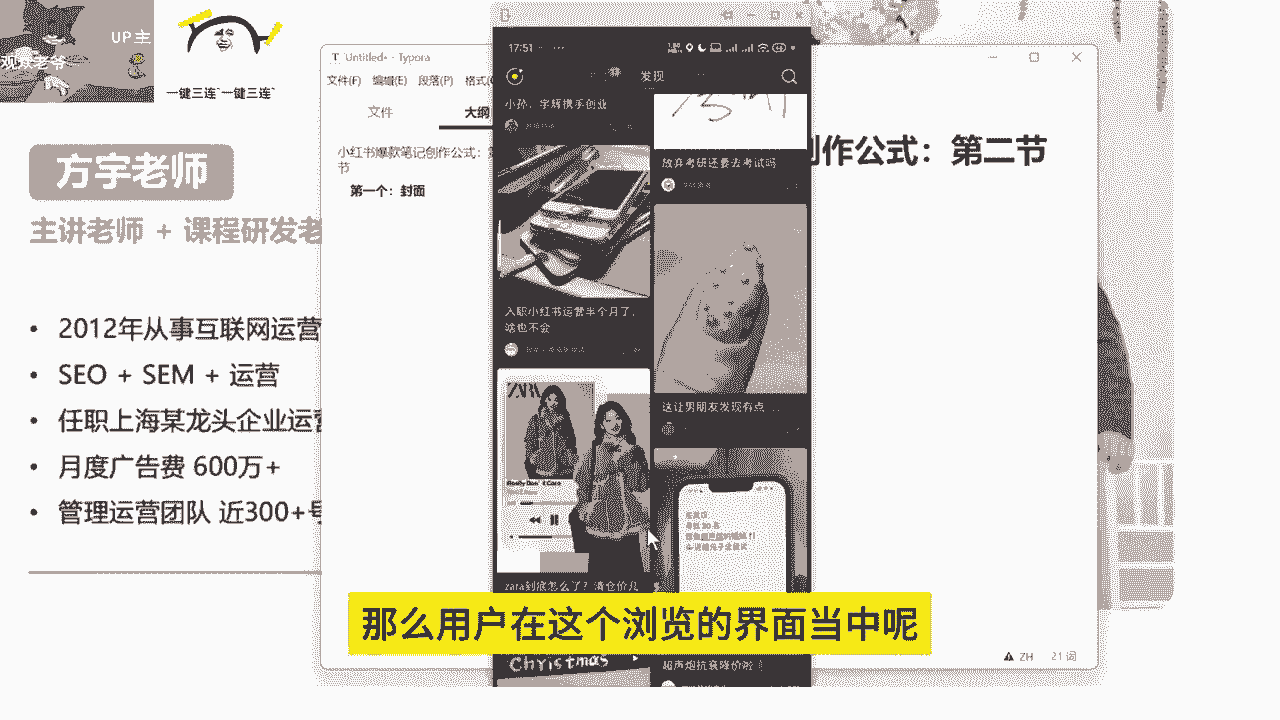 UP主
观众老爷
一键三连`一键三连`
方宇老师
主讲老师 + 课程研发老
• 2012年从事互联网运营
• SEO + SEM + 运营
• 任职上海某龙头企业运营
• 月度广告费 600万+
• 管理运营团队 近300+号
Untitled• - Typora
文件(F) 编辑(E) 段落(P) 格式(
文件
大纲
小红书爆款笔记创作公式：第
节
第一个：封面
创作公式：第二节
17:51
发现
小孙，字解携手创业
放弃考研还要去考试吗
入职小红书运营半个月了，
啥也不会
这让男朋友发现有点 ...
ZARA
zara到底怎么了？清仓价几
Christmas
超声炮抗衰降价啦！
那么用户在这个浏览的界面当中呢
ZH
21 词